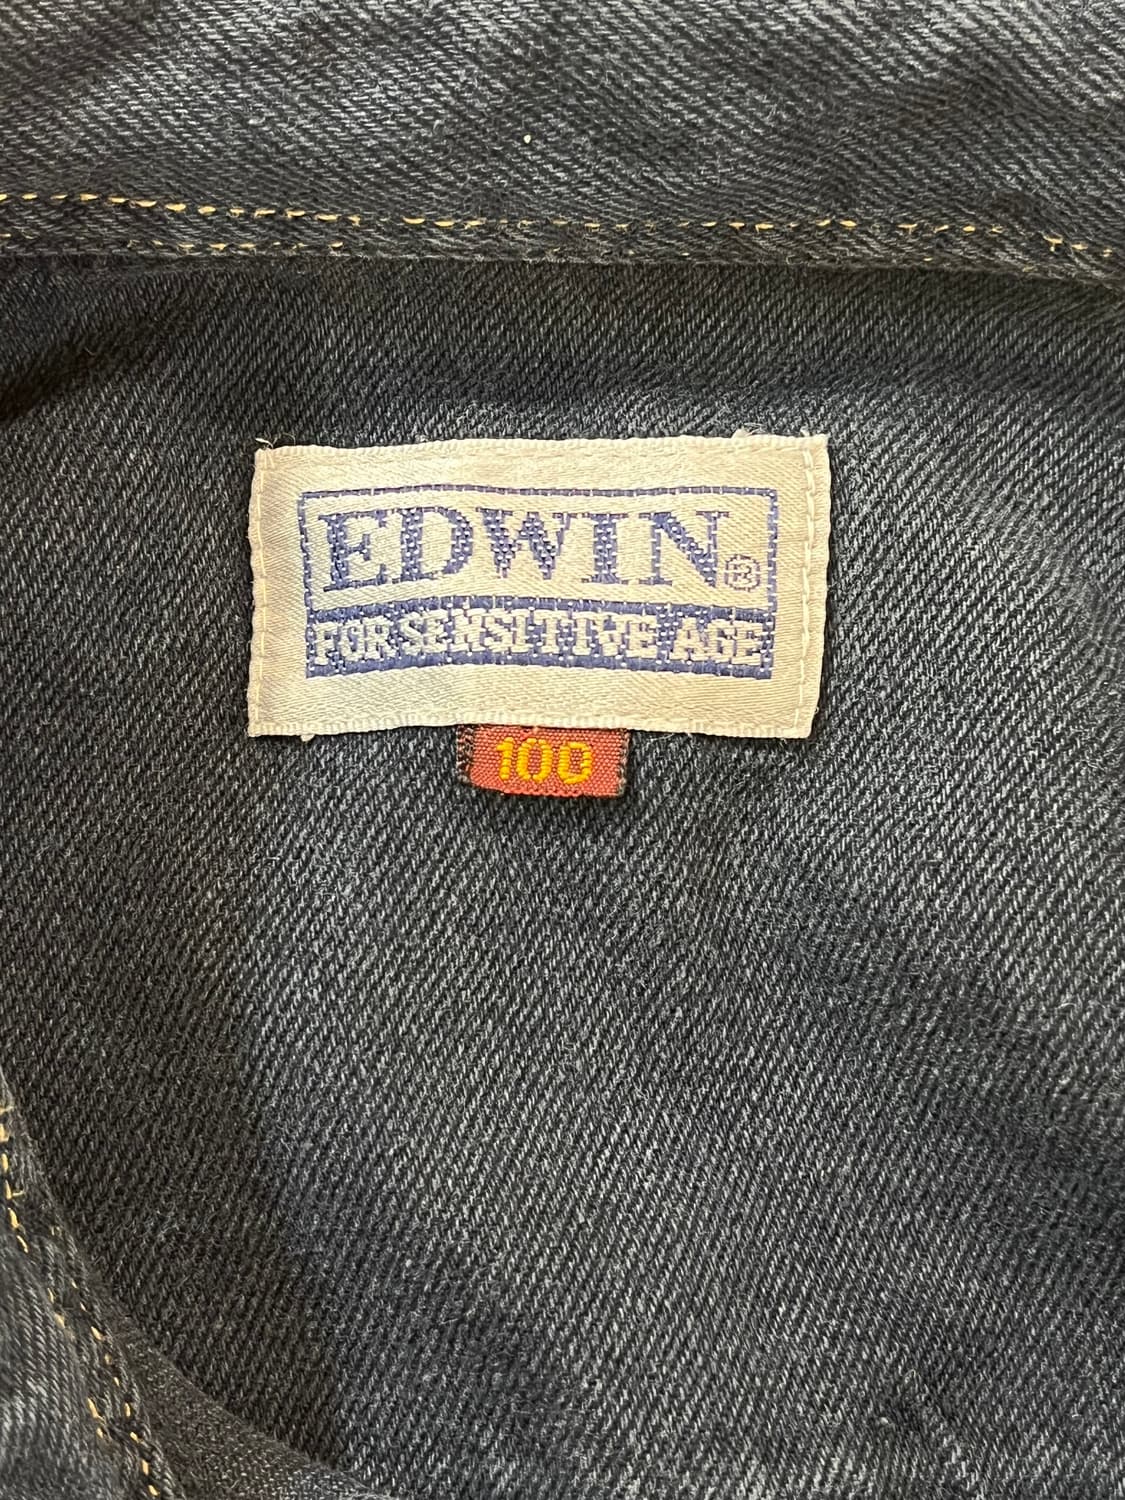 EDWIN®
FOR SENSITIVE AGE
100